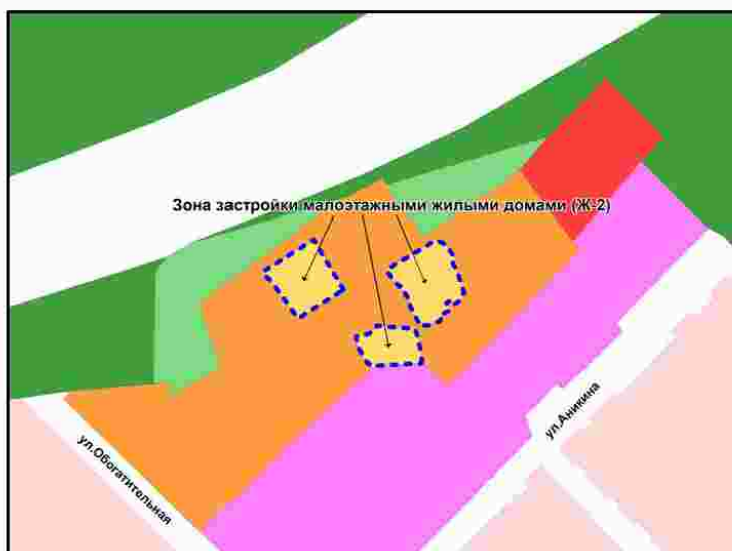 Зона застройки малоэтажными жилыми домами (Ж-2)
ул.Аникина
ул.Обогатительная